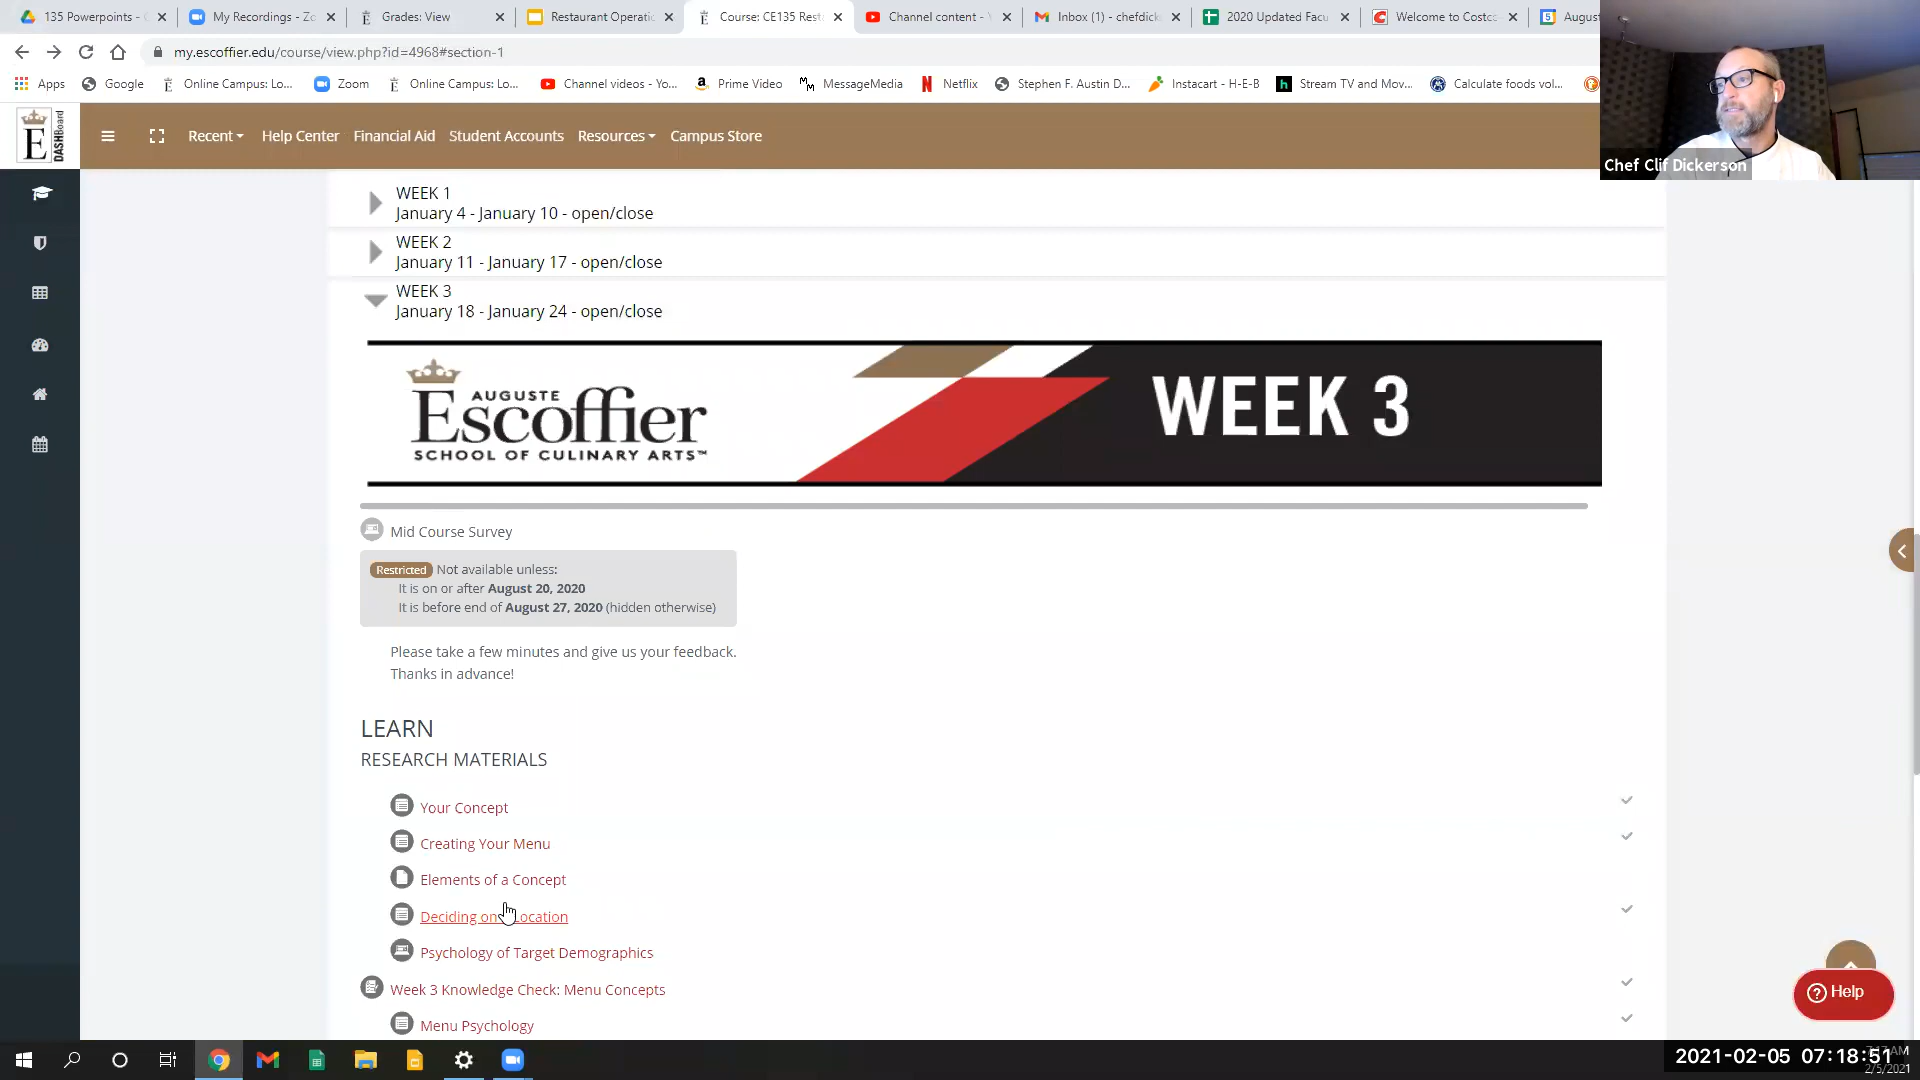 135 Powerpoints - 
My Recordings - Zo
Grades: View
Restaurant Operati
Course: CE135 Rest
Channel content - 
Inbox (1) - chefdick
2020 Updated Facu
Welcome to Costc
August
my.escoffier.edu/course/view.php?id=4968#section-1
Apps
Google
Online Campus: Lo...
Zoom
Online Campus: Lo...
Channel videos - Yo...
Prime Video
MessageMedia
Netflix
Stephen F. Austin D...
Instacart - H-E-B
Stream TV and Mov...
Calculate foods vol...
E DASHBoard
Recent
Help Center
Financial Aid
Student Accounts
Resources
Campus Store
Chef Clif Dickerson
WEEK 1
January 4 - January 10 - open/close
WEEK 2
January 11 - January 17 - open/close
WEEK 3
January 18 - January 24 - open/close
AUGUSTE
Escoffier
SCHOOL OF CULINARY ARTS™
WEEK 3
Mid Course Survey
Restricted Not available unless:
It is on or after August 20, 2020
It is before end of August 27, 2020 (hidden otherwise)
Please take a few minutes and give us your feedback.
Thanks in advance!
LEARN
RESEARCH MATERIALS
Your Concept
Creating Your Menu
Elements of a Concept
Deciding on Location
Psychology of Target Demographics
Week 3 Knowledge Check: Menu Concepts
Menu Psychology
Help
2021-02-05 07:18:51
2/5/2021